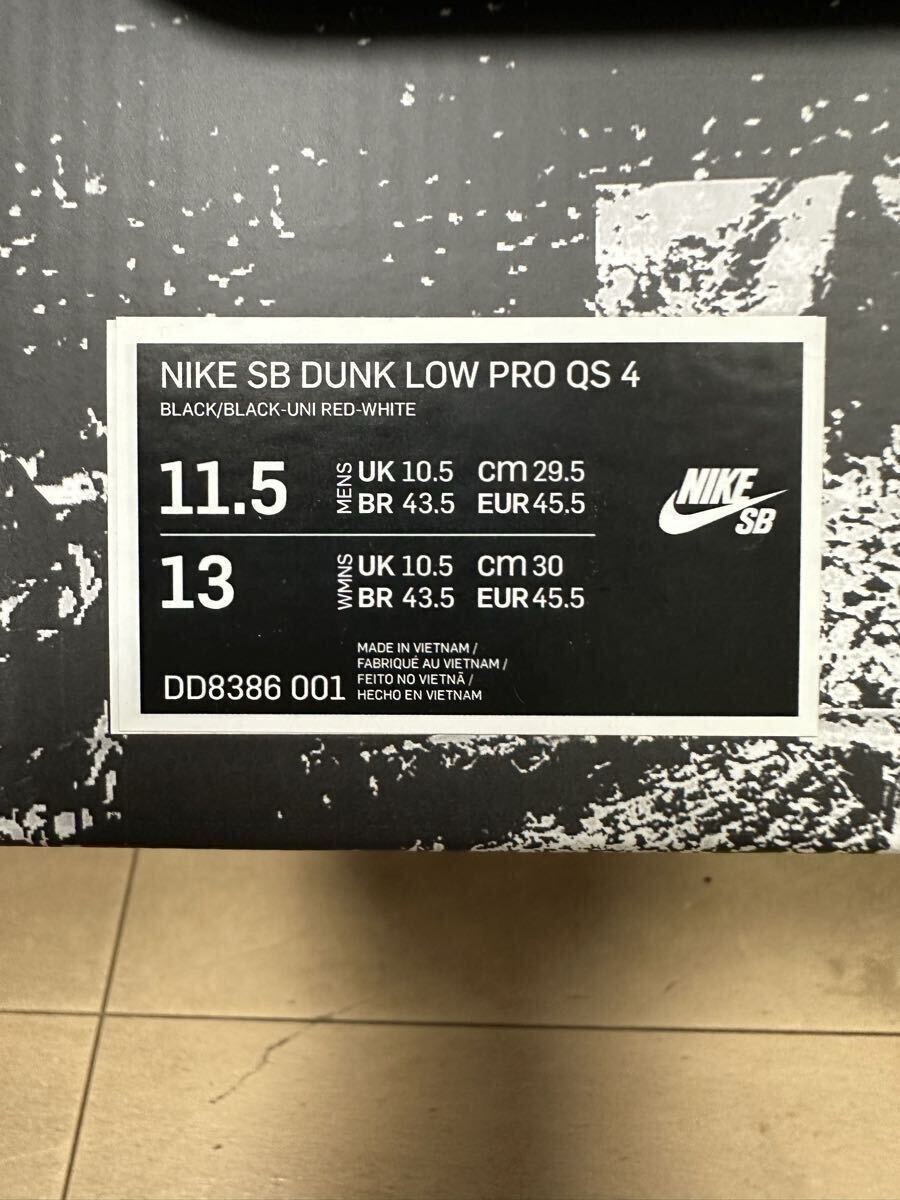 NIKE SB DUNK LOW PRO QS 4
BLACK/BLACK-UNI RED-WHITE
11.5 MENS UK 10.5 cm 29.5
BR 43.5 EUR 45.5
13 WMNS UK 10.5 cm 30
BR 43.5 EUR 45.5
NIKE
SB
MADE IN VIETNAM /
FABRIQUÉ AU VIETNAM /
FEITO NO VIETNÃ /
HECHO EN VIETNAM
DD8386 001